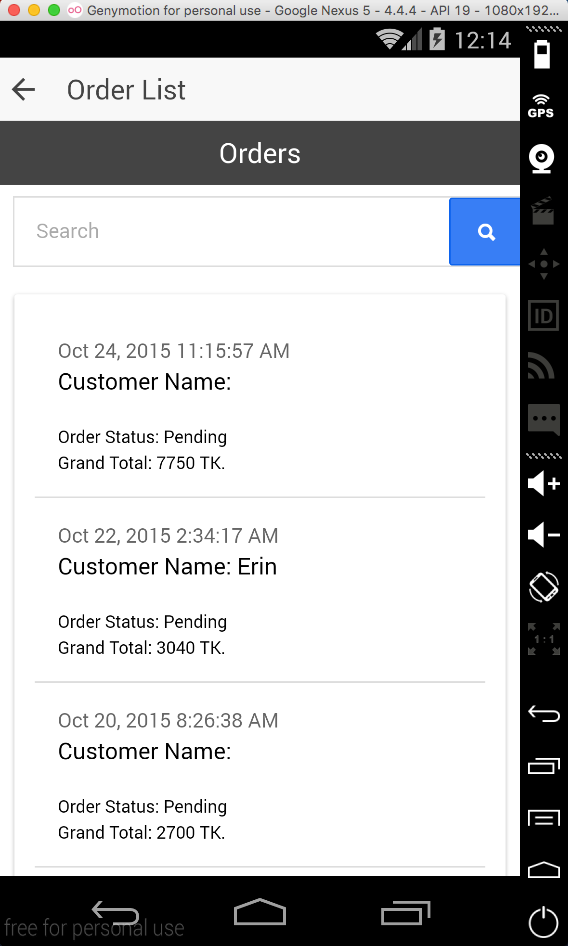 Genymotion for personal use - Google Nexus 5 - 4.4.4 - API 19 - 1080x192...
12:14
GPS
Order List
Orders
Search
ID
Oct 24, 2015 11:15:57 AM
Customer Name:
Order Status: Pending
Grand Total: 7750 TK.
Oct 22, 2015 2:34:17 AM
Customer Name: Erin
Order Status: Pending
Grand Total: 3040 TK.
1:1
Oct 20, 2015 8:26:38 AM
Customer Name:
Order Status: Pending
Grand Total: 2700 TK.
free for personal use